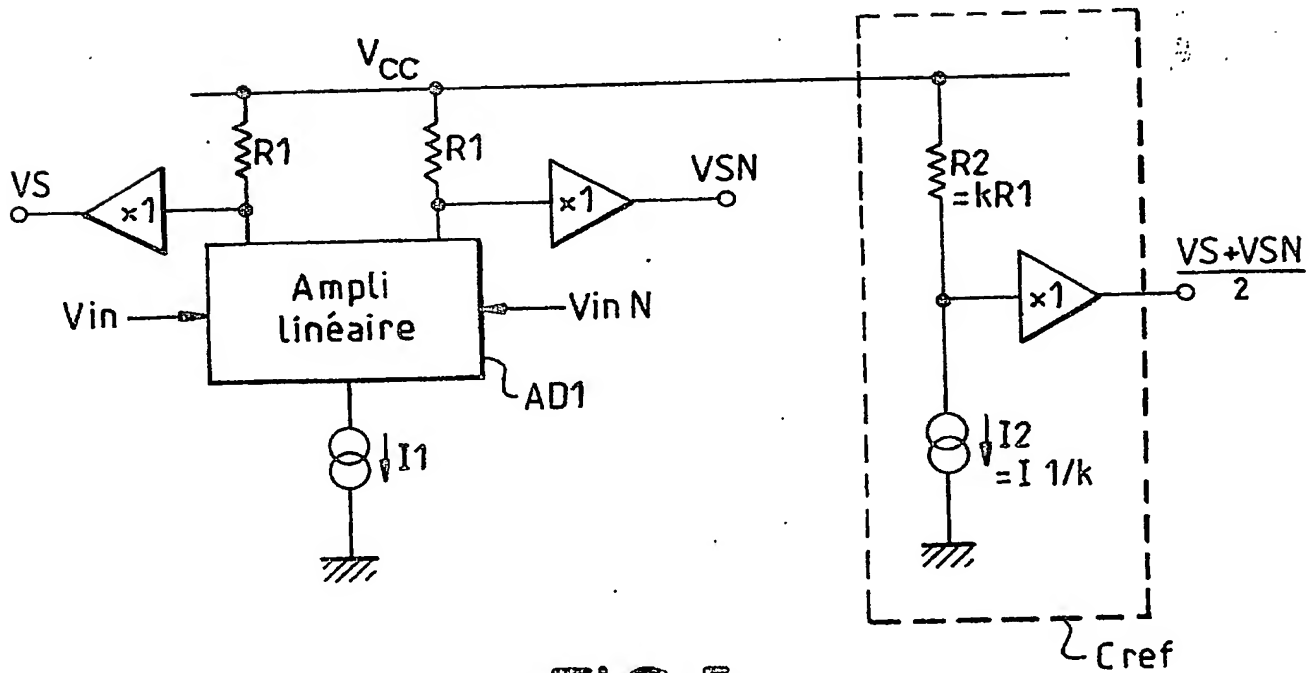 VCC
R1
R1
VS
×1
VSN
×1
R2
=kR1
Ampli
linéaire
Vin
Vin N
AD1
I1
×1
VS+VSN
2
I2
=I 1/k
Cref